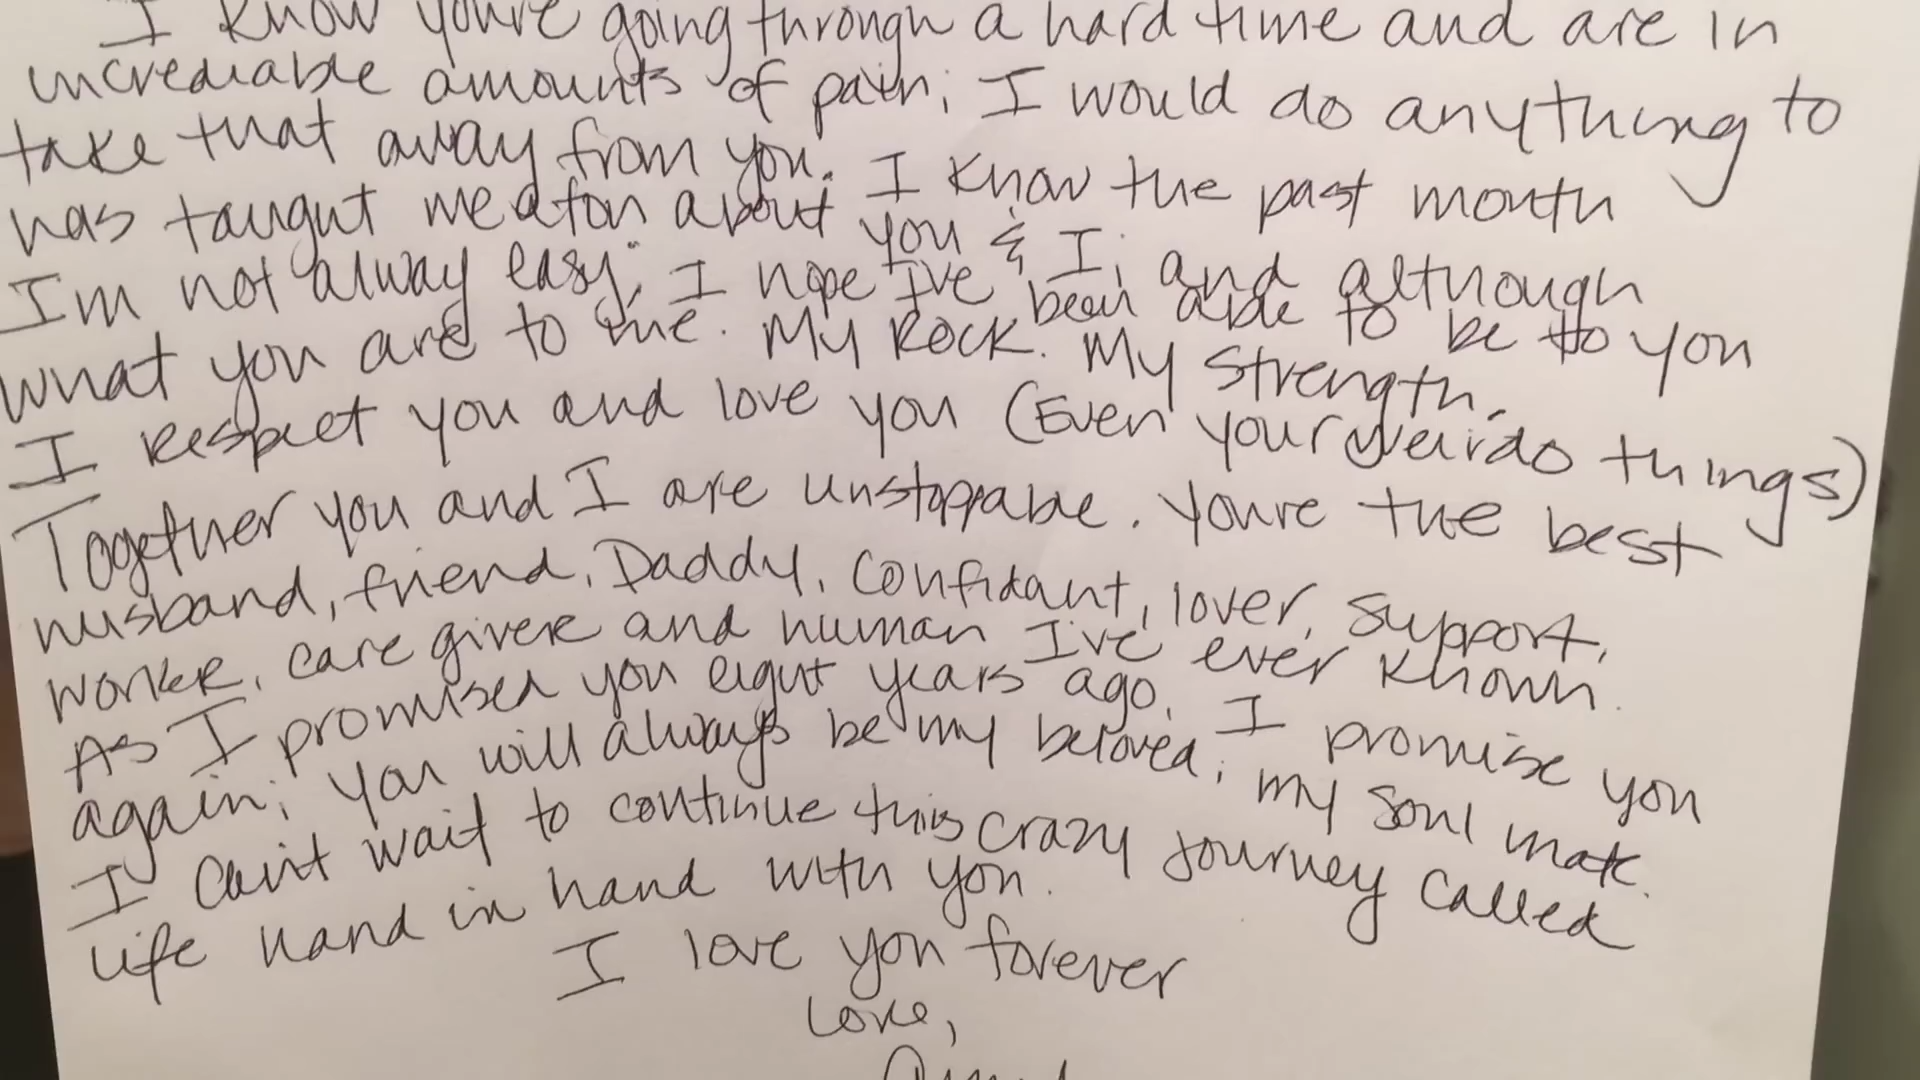 I know youre going through a hard time and are in
incrediable amounts of pain; I would do anything to
take that away from you. I know the past month
has taught me a ton about you & I; and although
I'm not alway easy; I hope I've been able to be to you
what you are to me. My Rock. My Strength.
I respect you and love you (Even your weirdo things)
Together you and I are unstoppable. Youre the best
husband, friend, Daddy, confidant, lover, support,
worker, care giver and human I've ever known.
As I promised you eight years ago, I promise you
again; you will always be my beloved; my soul mate.
I can't wait to continue this crazy journey called
life hand in hand with you.
I love you forever
Love,